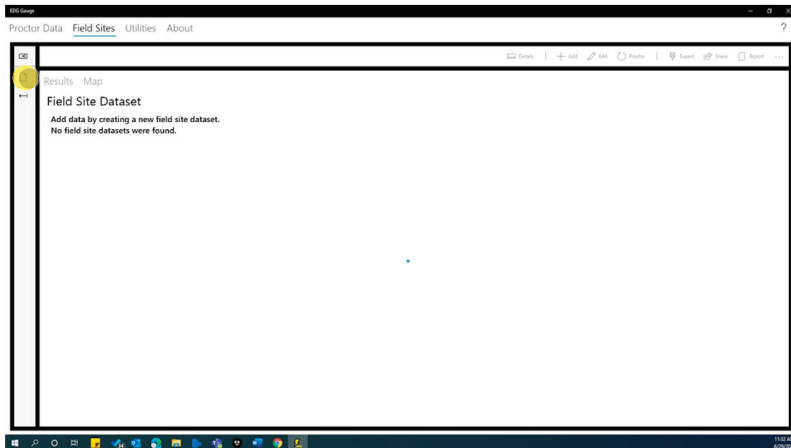 EDG Gauge
Proctor Data Field Sites Utilities About ?
Details Add Edit Proctor Export Share Report ...
Results Map
Field Site Dataset
Add data by creating a new field site dataset.
No field site datasets were found.